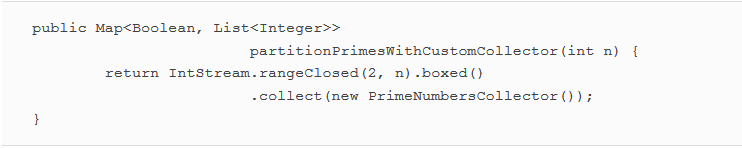 public Map<Boolean, List<Integer>>
partitionPrimesWithCustomCollector(int n) {
return IntStream.rangeClosed(2, n).boxed()
.collect(new PrimeNumbersCollector());
}